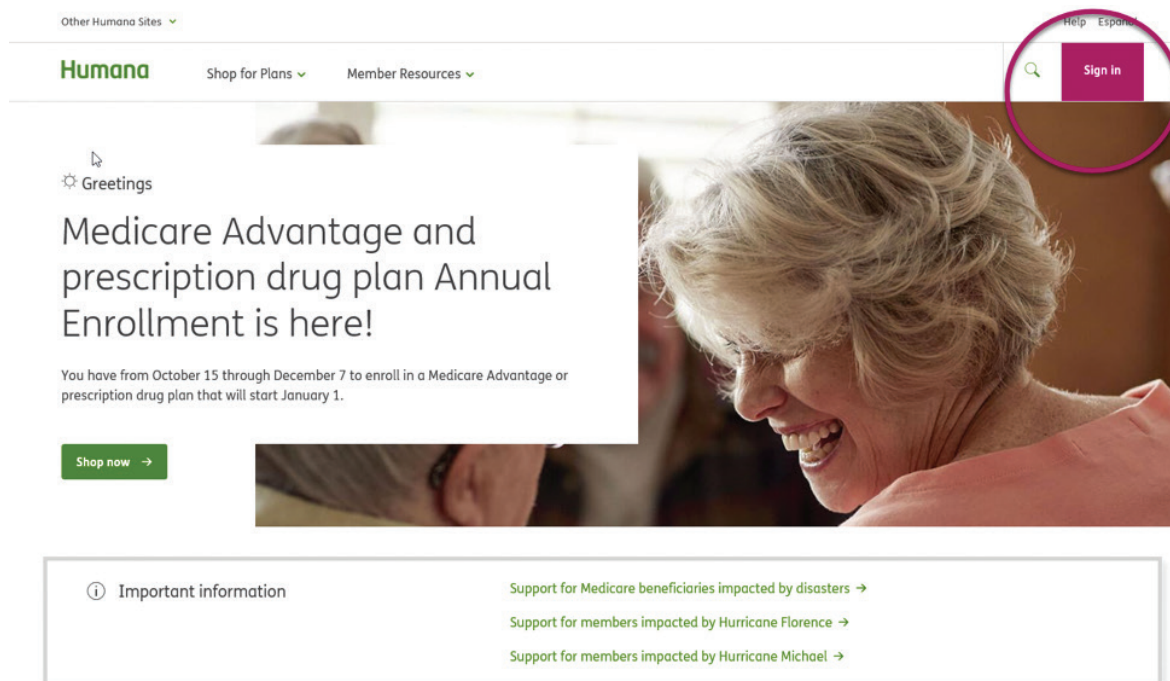 Other Humana Sites
Help Español
Humana
Shop for Plans
Member Resources
Sign in
Greetings
Medicare Advantage and
prescription drug plan Annual
Enrollment is here!
You have from October 15 through December 7 to enroll in a Medicare Advantage or
prescription drug plan that will start January 1.
Shop now →
Important information
Support for Medicare beneficiaries impacted by disasters →
Support for members impacted by Hurricane Florence →
Support for members impacted by Hurricane Michael →